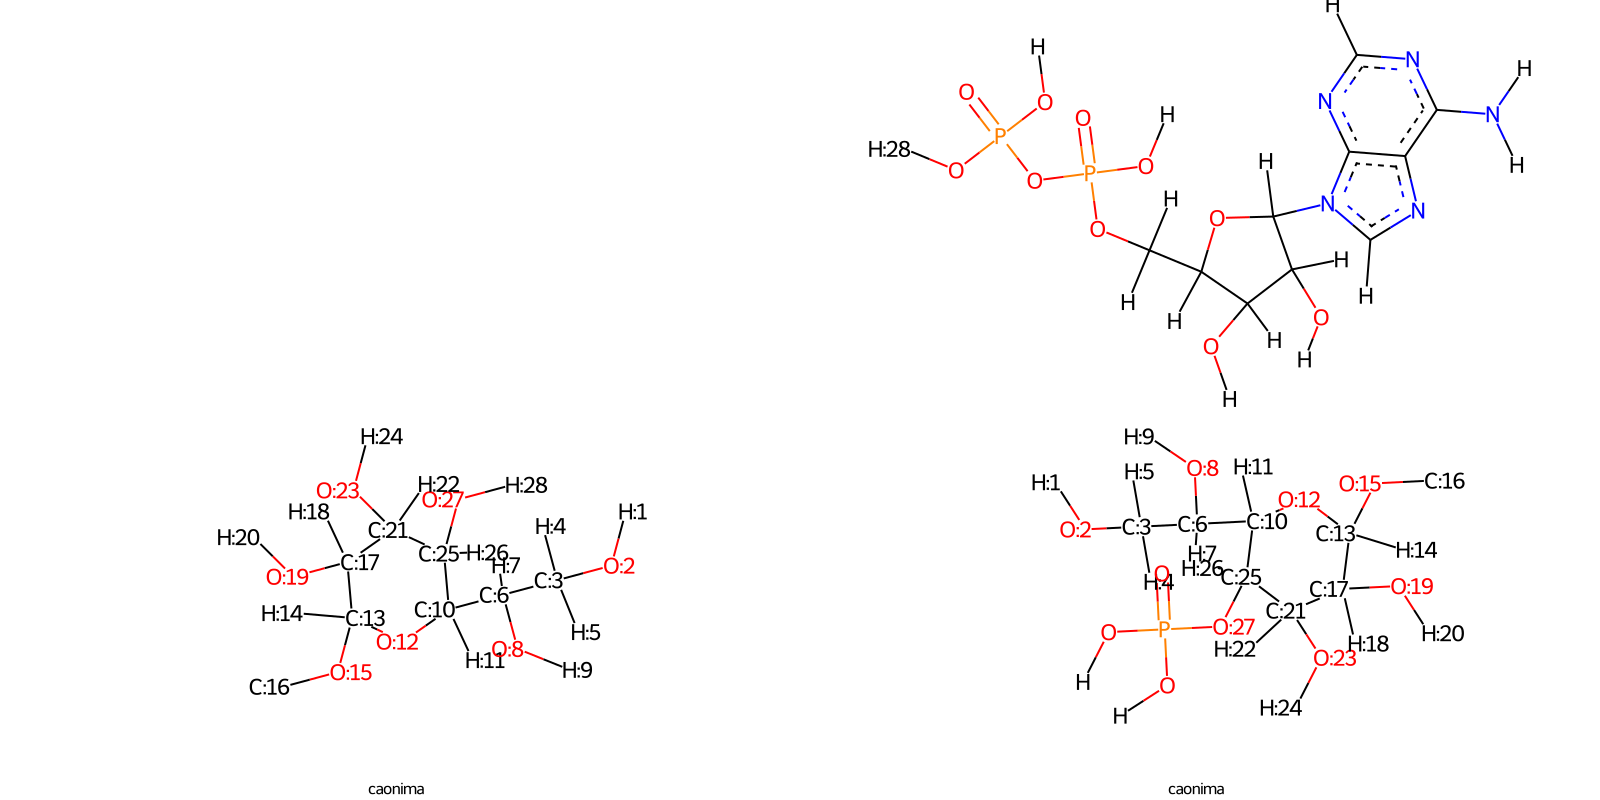 H
H O N
H
O O H N N H
H:28 P O H
O O P O H N
H N N
O O
H
O H
H O H
H H
O H
H
H:24 H:9
H:5 O:8 H:11
O:23 H:22 O:27 H:28 H:1 O:12 O:15 C:16
H:18 H:4 H:1 O:2 C:3 C:6 C:10 C:13
H:20 C:21 C:25 H:26 H:7 H:14
O:19 C:17 C:3 O:2 H:4 H:26 C:25 C:17 O:19
H:14 C:13 C:10 C:6 H:5 O C:21 H:20
O:12 H:11 O:8 O P O:27 H:22 H:18
C:16 O:15 H:9 H O O:23
H H:24
caonima caonima